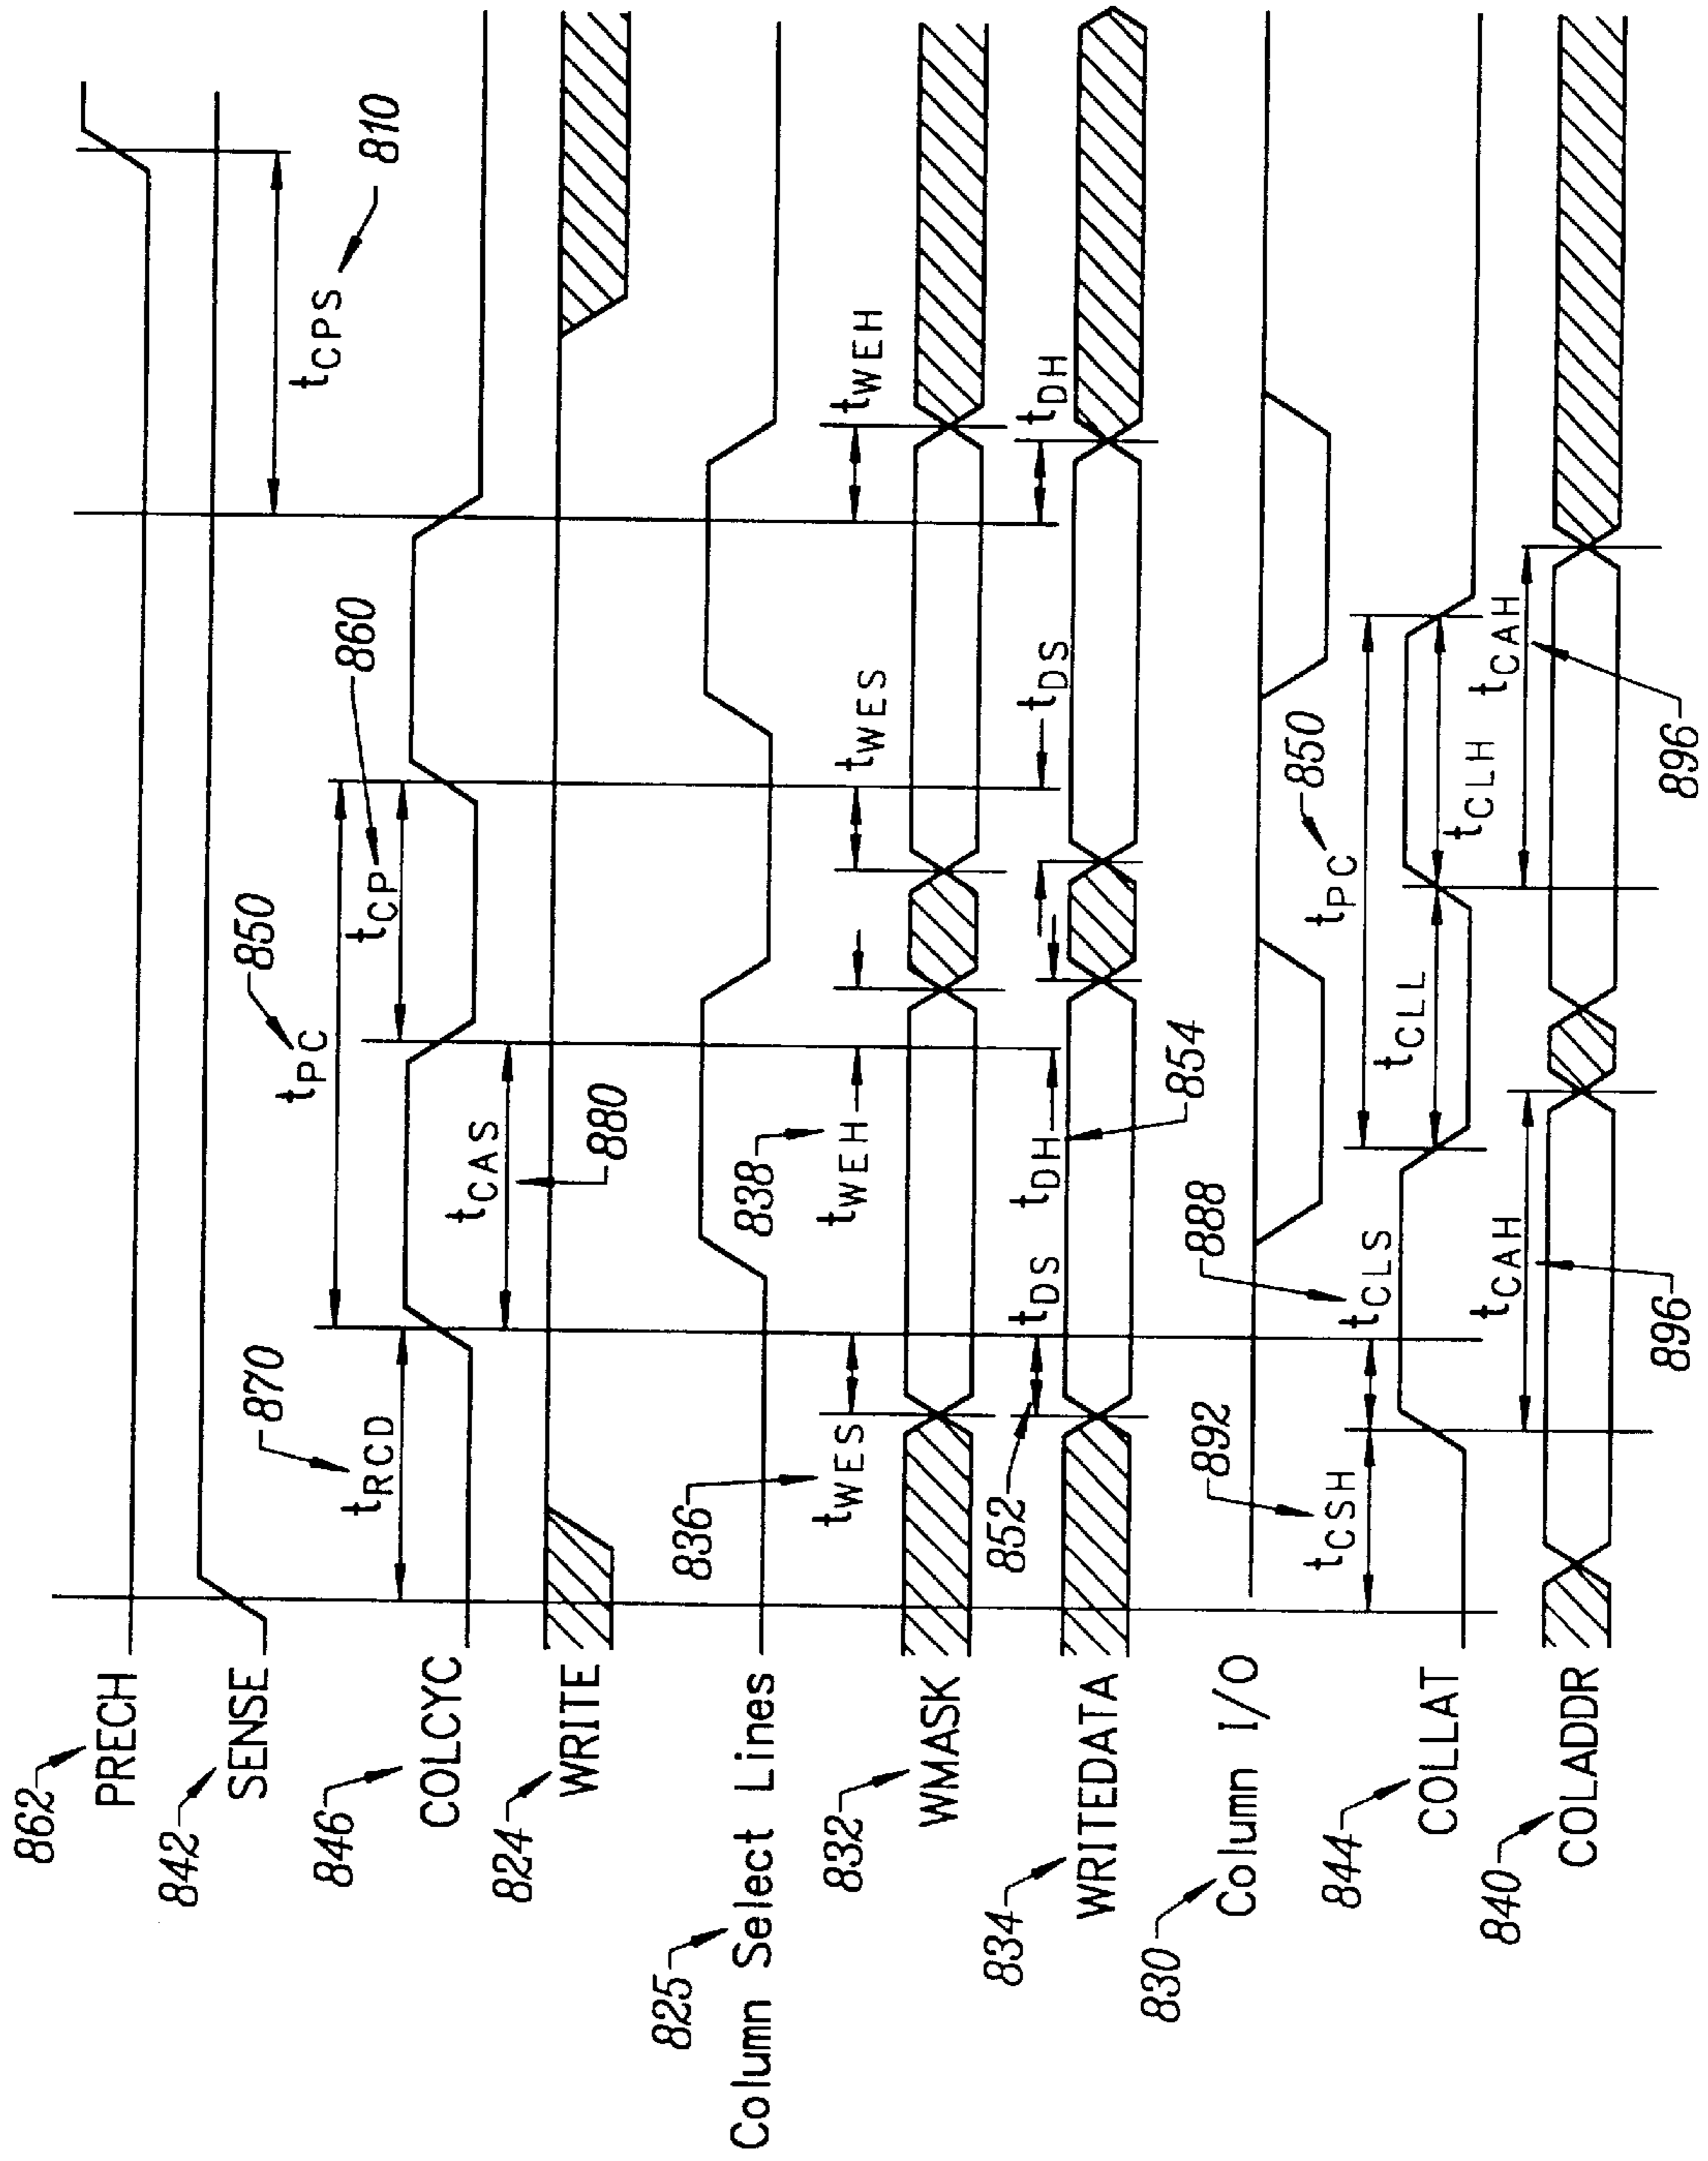 862
PRECH
tCPS
810
842
SENSE
870
tRCD
850
tPC
tCP
860
846
COLCYC
tCAS
880
824
WRITE
825
Column Select Lines
836
tWES
838
tWEH
tWES
tWEH
832
WMASK
852
tDS
tDH
854
tDS
tDH
834
WRITEDATA
830
Column I/O
892
tCSH
888
tCLS
tPC
850
tCLL
tCLH
844
COLLAT
tCAH
896
tCAH
896
840
COLADDR